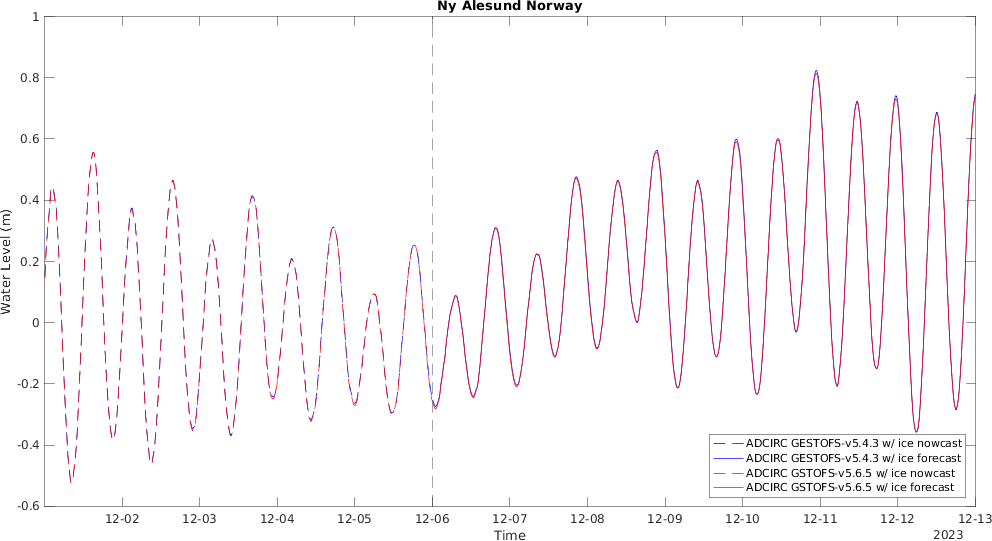 Ny Alesund Norway
1
0.8
0.6
0.4
0.2
0
-0.2
-0.4
-0.6
Water Level (m)
12-02 12-03 12-04 12-05 12-06 12-07 12-08 12-09 12-10 12-11 12-12 12-13
Time
2023
ADCIRC GESTOFS-v5.4.3 w/ ice nowcast
ADCIRC GESTOFS-v5.4.3 w/ ice forecast
ADCIRC GSTOFS-v5.6.5 w/ ice nowcast
ADCIRC GSTOFS-v5.6.5 w/ ice forecast